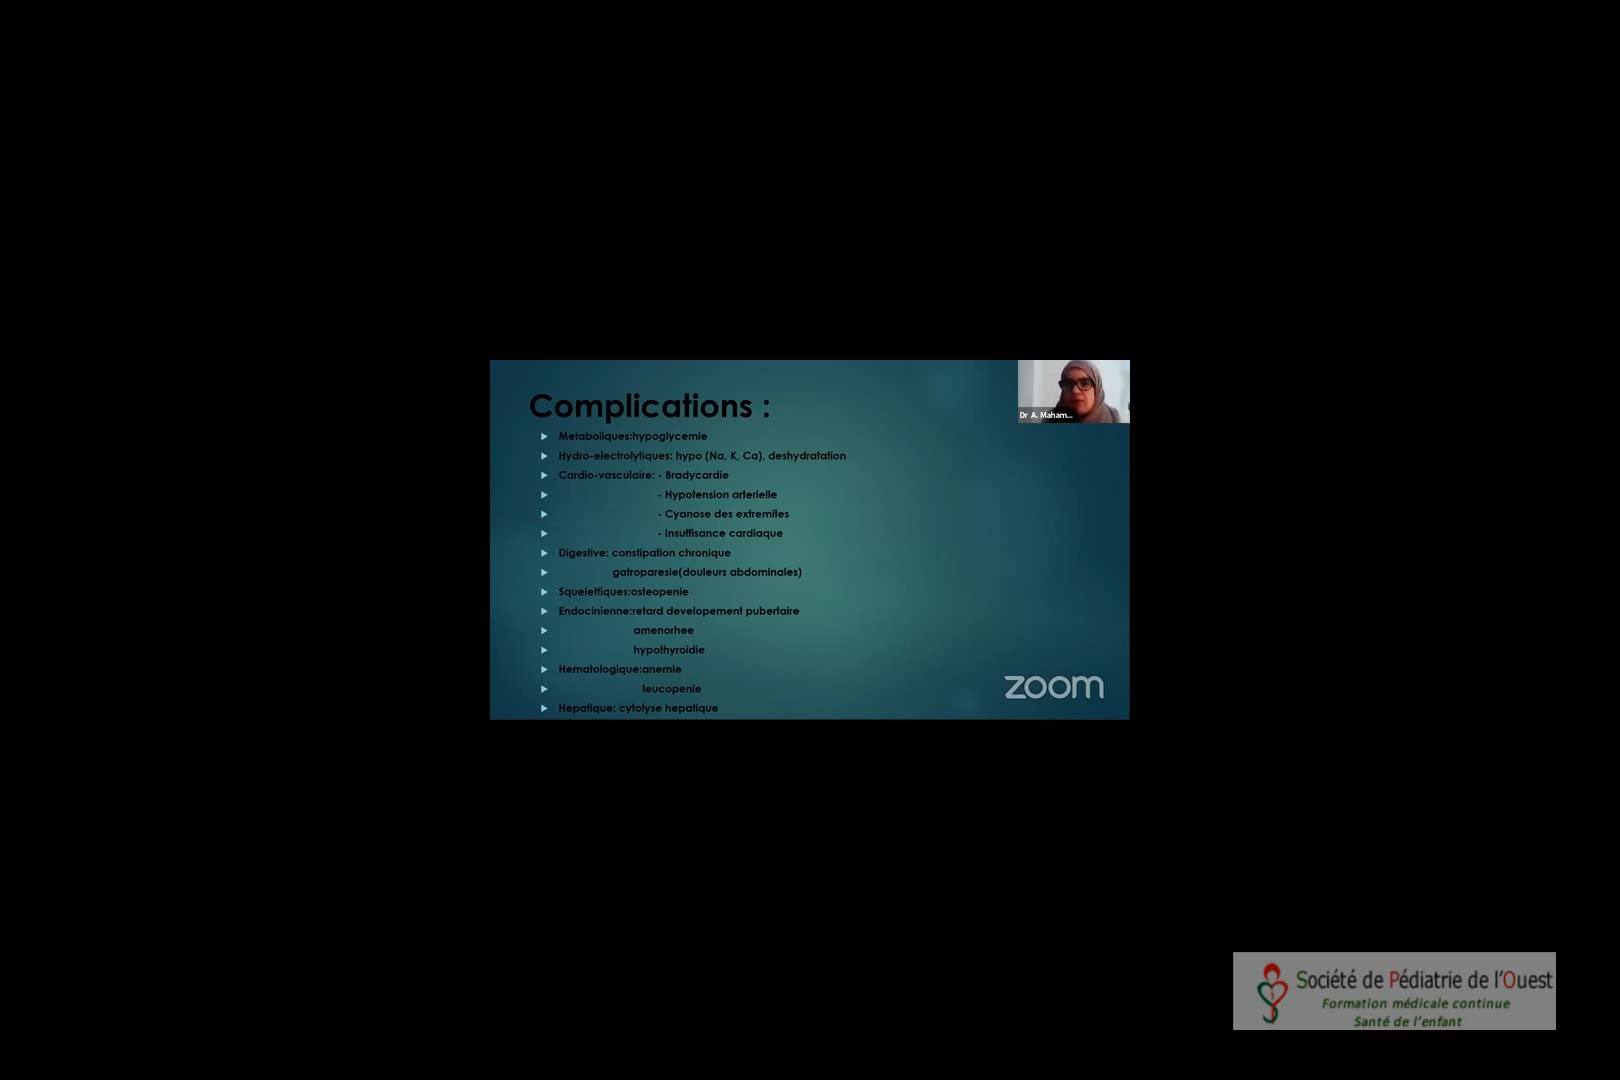 Complications :
Metaboliques:hypoglycemie
Hydro-electrolytiques: hypo (Na, K, Ca), deshydratation
Cardio-vasculaire: - Bradycardie
- Hypotension arterielle
- Cyanose des extremites
- Insuffisance cardiaque
Digestive: constipation chronique
gatroparesie(douleurs abdominales)
Squelettiques:osteopenie
Endocinienne:retard developement pubertaire
amenorhee
hypothyroidie
Hematologique:anemie
leucopenie
Hepatique: cytolyse hepatique
Dr A. Maham...
zoom
Société de Pédiatrie de l'Ouest
Formation médicale continue
Santé de l'enfant